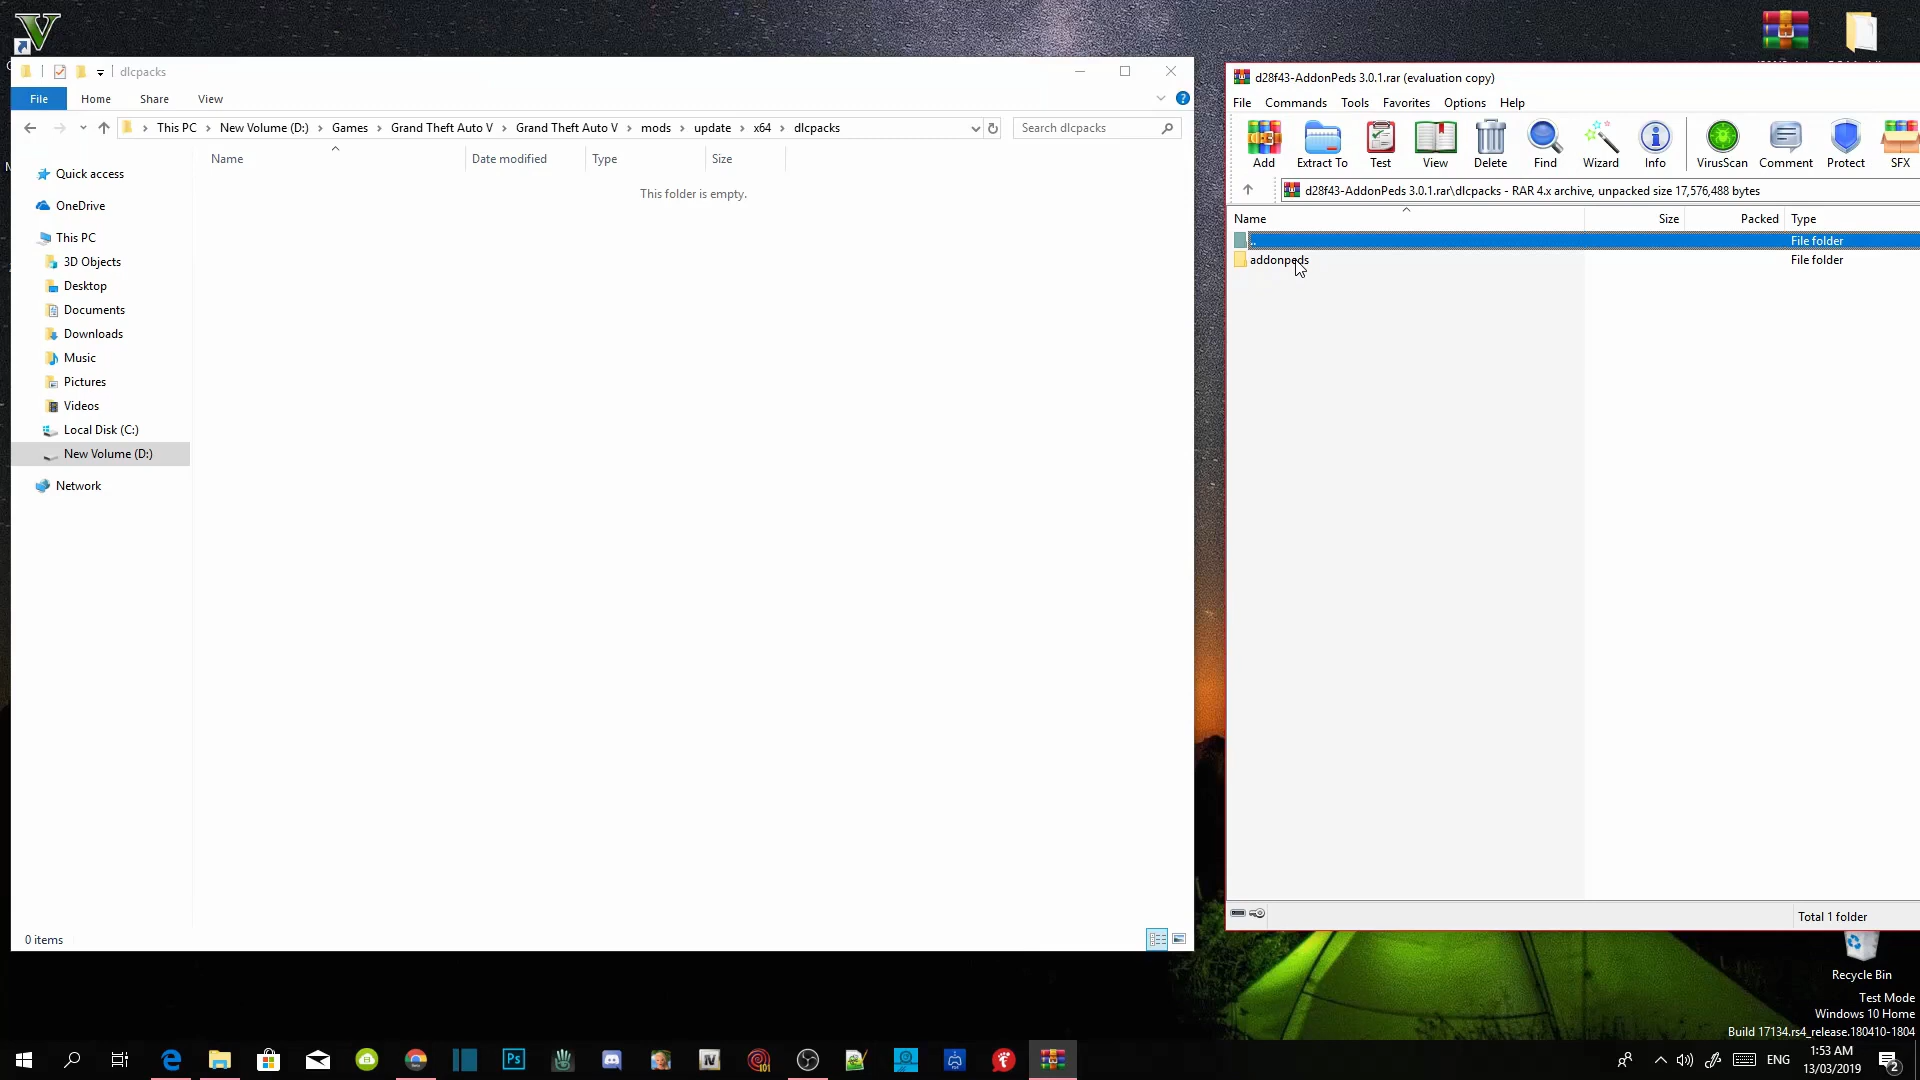 dlcpacks
File Home Share View
This PC New Volume (D:) Games Grand Theft Auto V Grand Theft Auto V mods update x64 dlcpacks
Search dlcpacks
Name Date modified Type Size
This folder is empty.
Quick access
OneDrive
This PC
3D Objects
Desktop
Documents
Downloads
Music
Pictures
Videos
Local Disk (C:)
New Volume (D:)
Network
0 items
d28f43-AddonPeds 3.0.1.rar (evaluation copy)
File Commands Tools Favorites Options Help
Add Extract To Test View Delete Find Wizard Info VirusScan Comment Protect SFX
d28f43-AddonPeds 3.0.1.rar\dlcpacks - RAR 4.x archive, unpacked size 17,576,488 bytes
Name Size Packed Type
.. File folder
addonpeds File folder
Total 1 folder
Recycle Bin
Test Mode
Windows 10 Home
Build 17134.rs4_release.180410-1804
Ps
IV
101
ENG
1:53 AM
13/03/2019
2